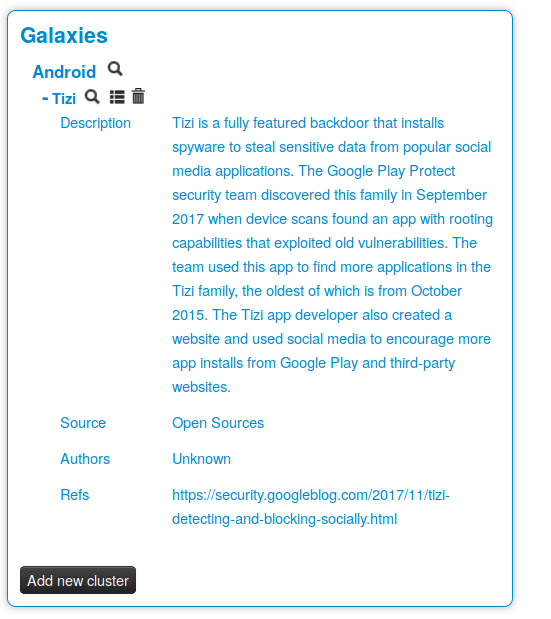 Galaxies
Android
- Tizi
Description
Tizi is a fully featured backdoor that installs
spyware to steal sensitive data from popular social
media applications. The Google Play Protect
security team discovered this family in September
2017 when device scans found an app with rooting
capabilities that exploited old vulnerabilities. The
team used this app to find more applications in the
Tizi family, the oldest of which is from October
2015. The Tizi app developer also created a
website and used social media to encourage more
app installs from Google Play and third-party
websites.
Source Open Sources
Authors Unknown
Refs https://security.googleblog.com/2017/11/tizi-
detecting-and-blocking-socially.html
Add new cluster